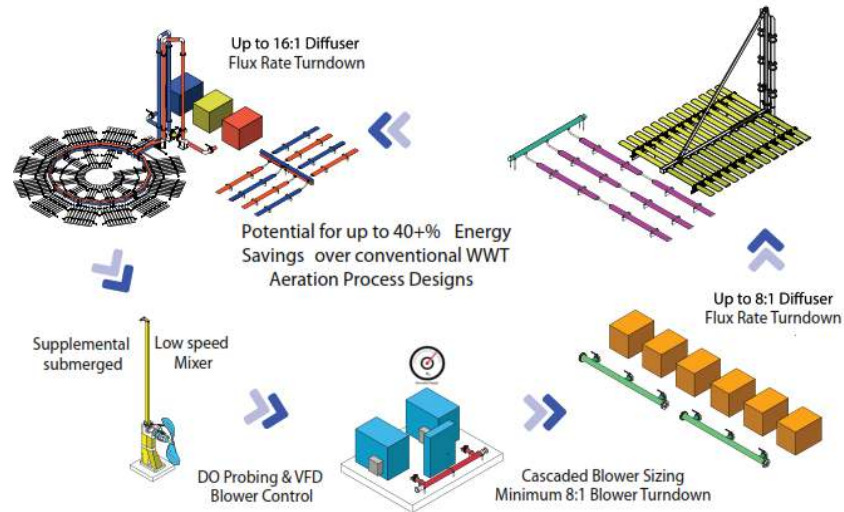 Up to 16:1 Diffuser
Flux Rate Turndown
Potential for up to 40+% Energy
Savings over conventional WWT
Aeration Process Designs
Up to 8:1 Diffuser
Flux Rate Turndown
Supplemental
submerged
Low speed
Mixer
DO Probing & VFD
Blower Control
Cascaded Blower Sizing
Minimum 8:1 Blower Turndown